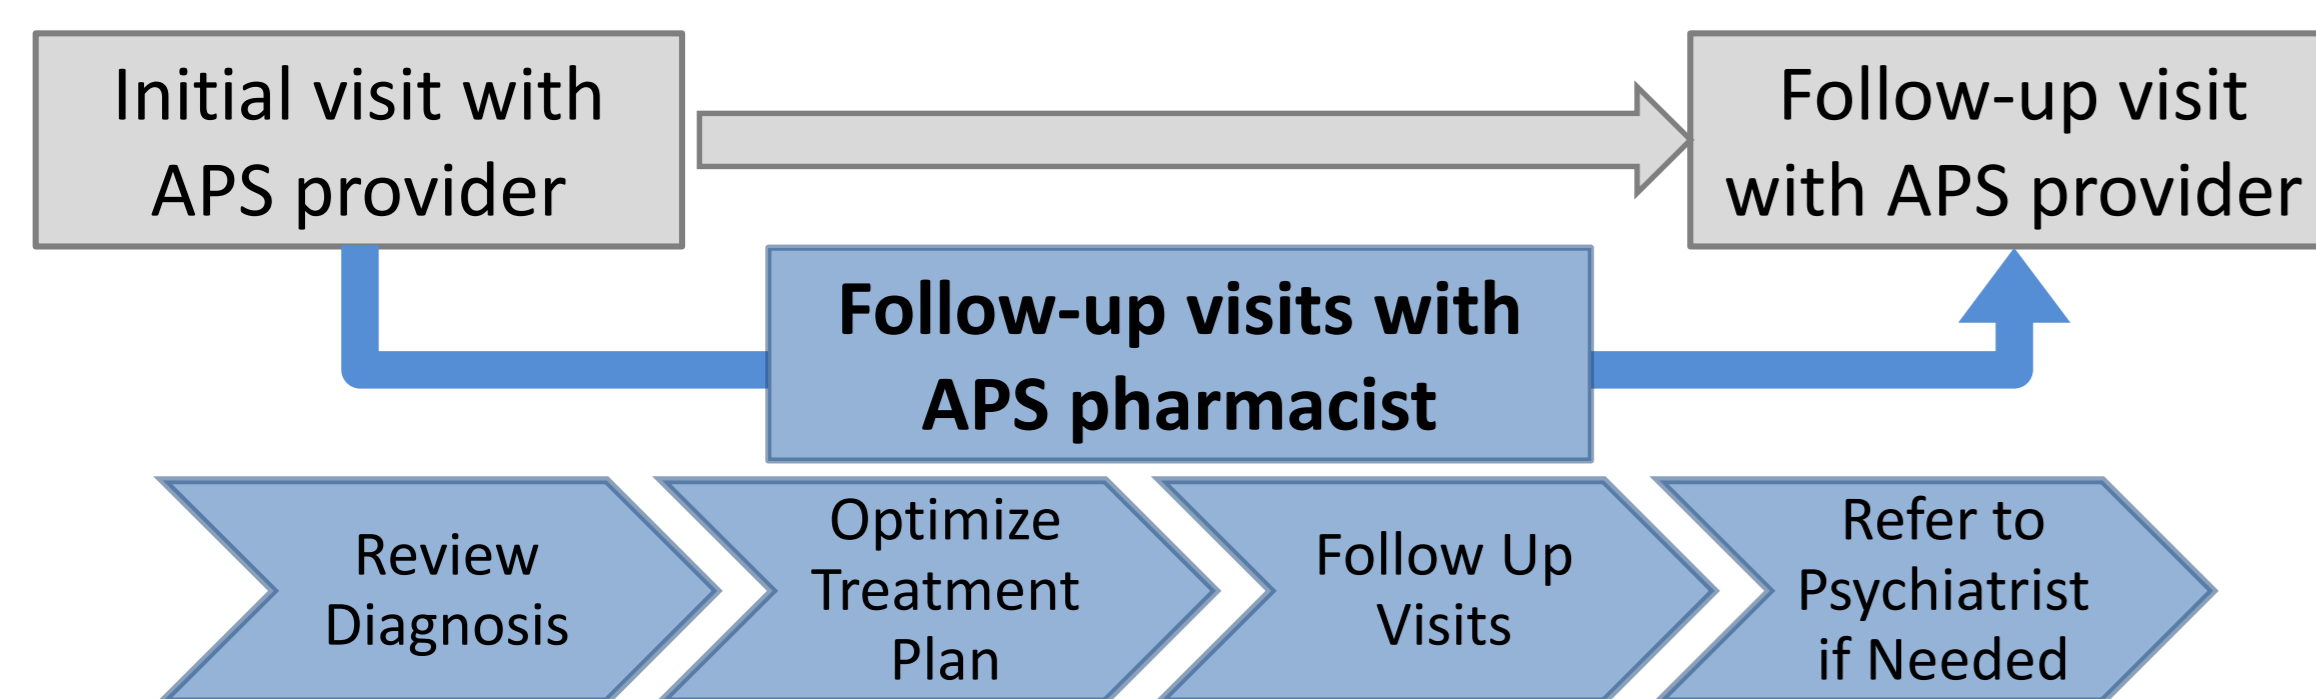 Initial visit with
APS provider
Follow-up visit
with APS provider
Follow-up visits with
APS pharmacist
Review
Diagnosis
Optimize
Treatment
Plan
Follow Up
Visits
Refer to
Psychiatrist
if Needed